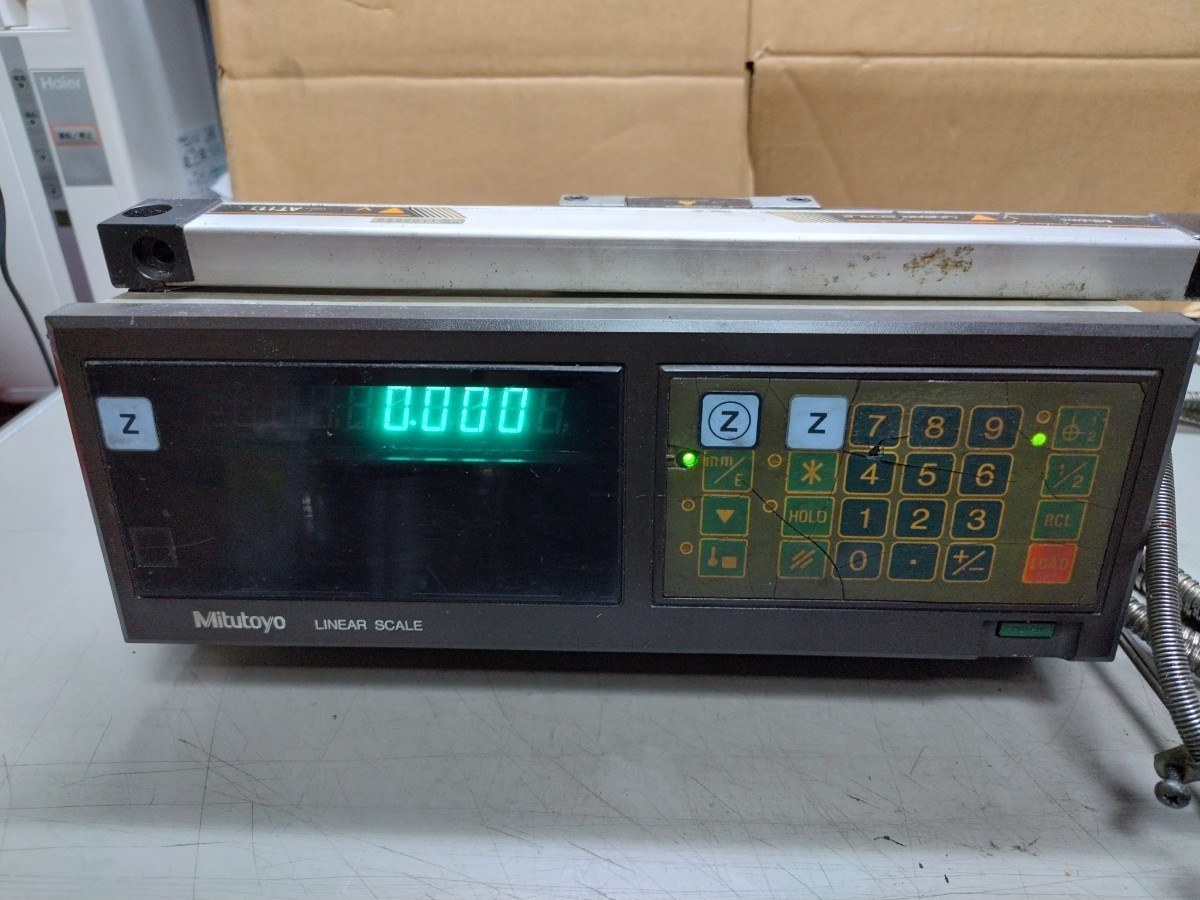 Haier
AT111
Z
0.000
Z
Z
7
8
9
1
2
mm/E
*
4
5
6
1/2
HOLD
1
2
3
RCL
0
.
+/-
LOAD
Mitutoyo
LINEAR SCALE